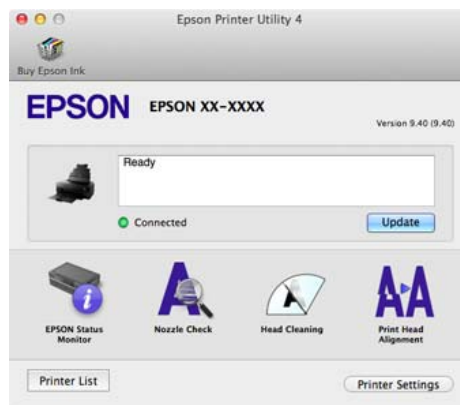 Epson Printer Utility 4
Buy Epson Ink
EPSON
EPSON XX-XXXX
Version 9.40 (9.40)
Ready
Connected
Update
EPSON Status
Monitor
Nozzle Check
Head Cleaning
Print Head
Alignment
Printer List
Printer Settings